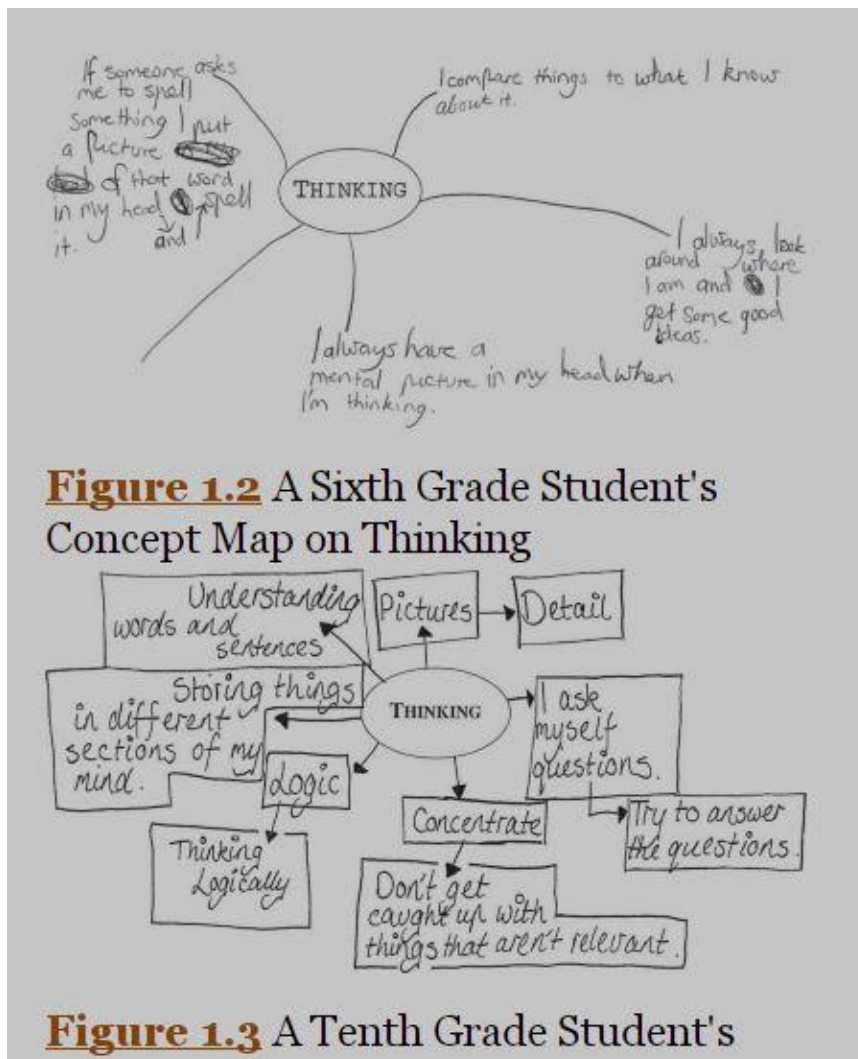 If someone asks
me to spell
something I put
a picture
of that word
in my head spell
and
it.
I compare things to what I know
about it.
THINKING
I always look
around where
I am and I
get some good
ideas.
I always have a
mental picture in my head when
I'm thinking.
Figure 1.2 A Sixth Grade Student's
Concept Map on Thinking
Understanding
words and
sentences
Pictures
Detail
Storing things
in different
sections of my
mind.
THINKING
I ask
myself
questions.
Logic
Concentrate
Try to answer
the questions.
Thinking
Logically
Don't get
caught up with
things that aren't relevant.
Figure 1.3 A Tenth Grade Student's